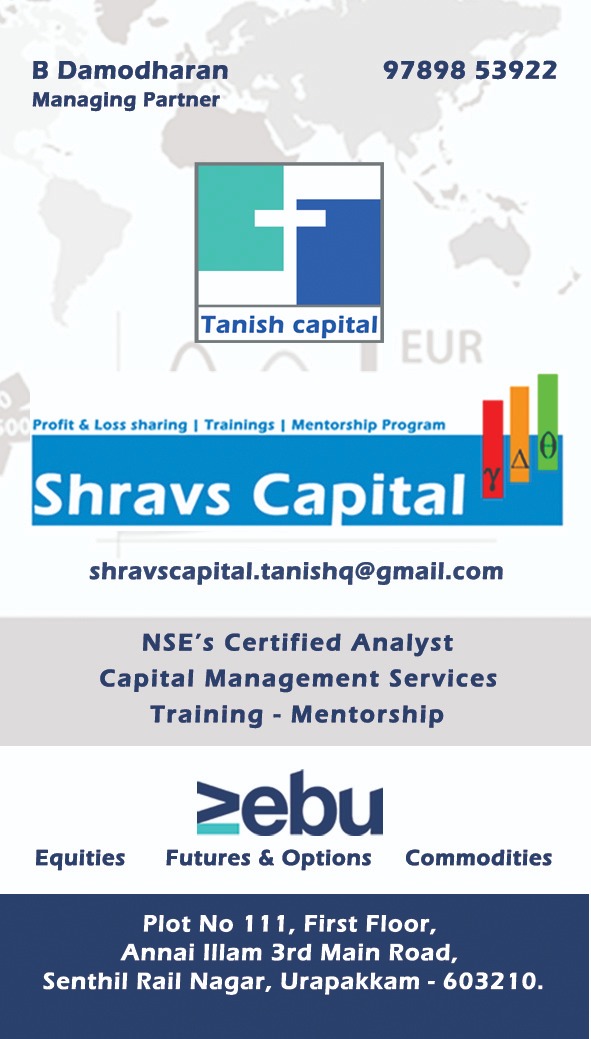 B Damodharan 97898 53922
Managing Partner
Tanish capital
EUR
Profit & Loss sharing | Trainings | Mentorship Program
γ Δ θ
Shravs Capital
shravscapital.tanishq@gmail.com
NSE's Certified Analyst
Capital Management Services
Training - Mentorship
zebu
Equities Futures & Options Commodities
Plot No 111, First Floor,
Annai Illam 3rd Main Road,
Senthil Rail Nagar, Urapakkam - 603210.